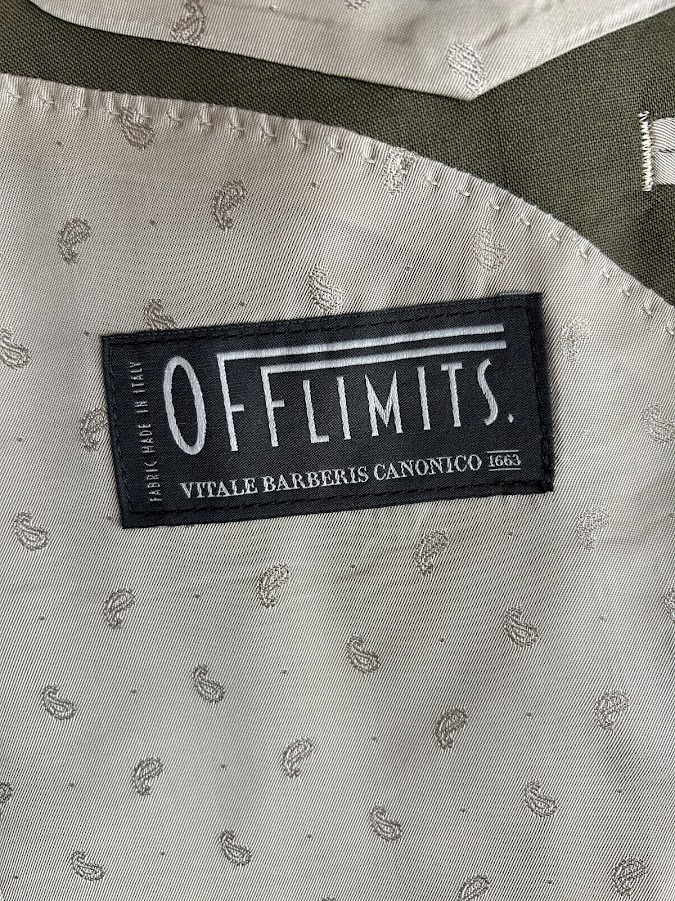 FABRIC MADE IN ITALY
OFFLIMITS.
VITALE BARBERIS CANONICO 1663